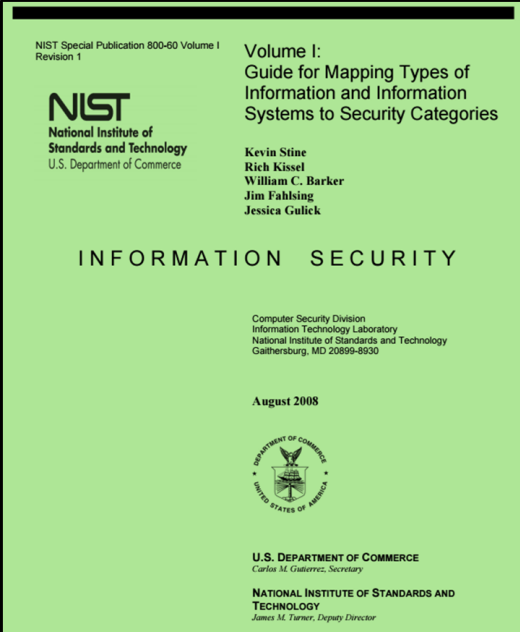 NIST Special Publication 800-60 Volume I
Revision 1
NIST
National Institute of
Standards and Technology
U.S. Department of Commerce
Volume I:
Guide for Mapping Types of
Information and Information
Systems to Security Categories
Kevin Stine
Rich Kissel
William C. Barker
Jim Fahlsing
Jessica Gulick
INFORMATION SECURITY
Computer Security Division
Information Technology Laboratory
National Institute of Standards and Technology
Gaithersburg, MD 20899-8930
August 2008
DEPARTMENT OF COMMERCE
UNITED STATES OF AMERICA
U.S. DEPARTMENT OF COMMERCE
Carlos M. Gutierrez, Secretary
NATIONAL INSTITUTE OF STANDARDS AND
TECHNOLOGY
James M. Turner, Deputy Director